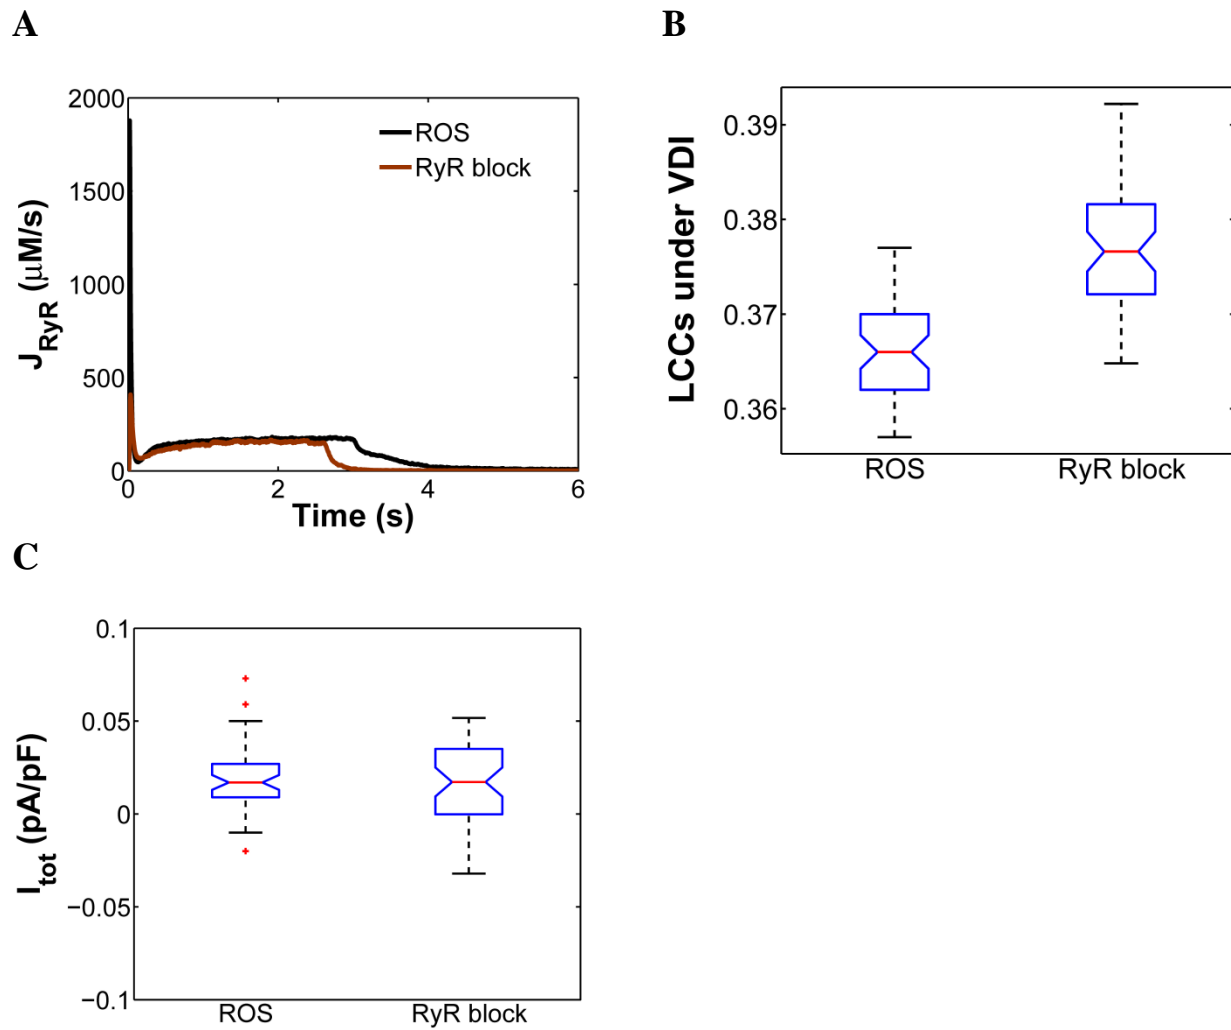 A
2000
1500
1000
500
0
J_RyR (μM/s)
ROS
RyR block
0
2
4
6
Time (s)
B
0.39
0.38
0.37
0.36
LCCs under VDI
ROS
RyR block
C
0.1
0.05
0
−0.05
−0.1
I_tot (pA/pF)
ROS
RyR block